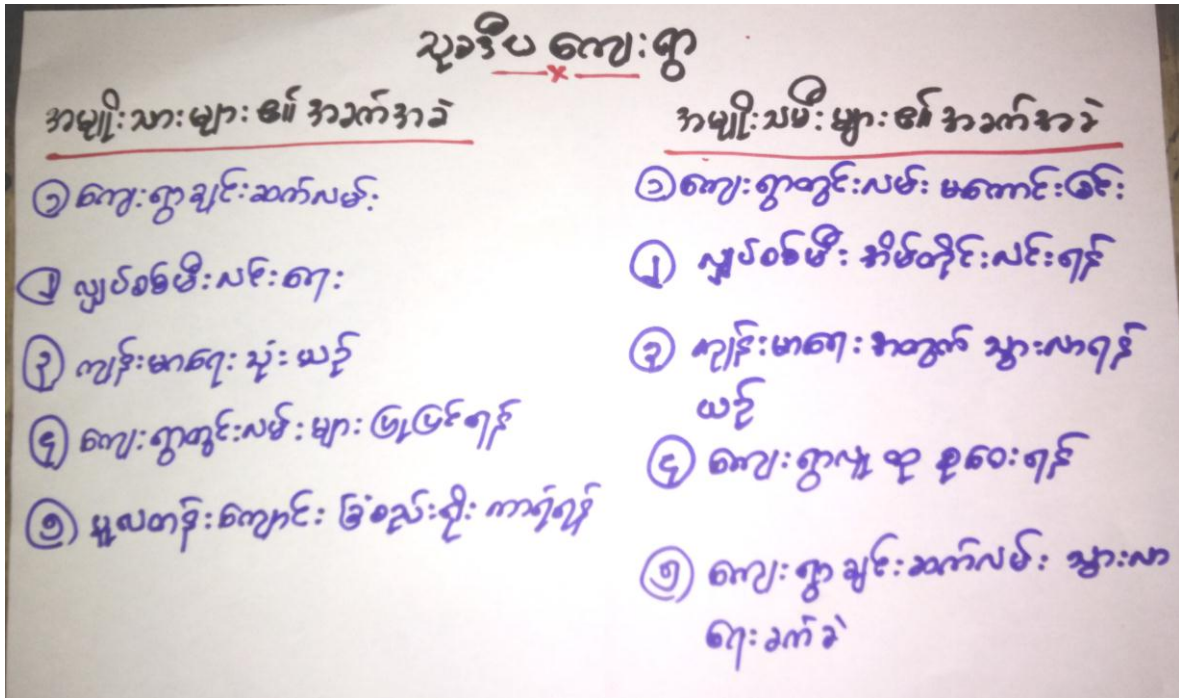 သုခဒီပ ကျေးရွာ
အမျိုးသားများ၏ အခက်အခဲ
၁ ကျေးရွာချင်းဆက်လမ်း
၂ လျှပ်စစ်မီးလင်းရေး
၃ ကျန်းမာရေးသုံးယဉ်
၄ ကျေးရွာတွင်းလမ်းများ ပြုပြင်ရန်
၅ မူလတန်းကျောင်း ခြံစည်းရိုး ကာရံရန်
အမျိုးသမီးများ၏ အခက်အခဲ
၁ ကျေးရွာတွင်းလမ်း မကောင်းခြင်း
၂ လျှပ်စစ်မီး အိမ်တိုင်းလင်းရန်
၃ ကျန်းမာရေးအတွက် သွားလာရန်
ယဉ်
၄ ကျေးရွာလူထု စုဝေးရန်
၅ ကျေးရွာချင်းဆက်လမ်း သွားလာ
ရေးခက်ခဲ